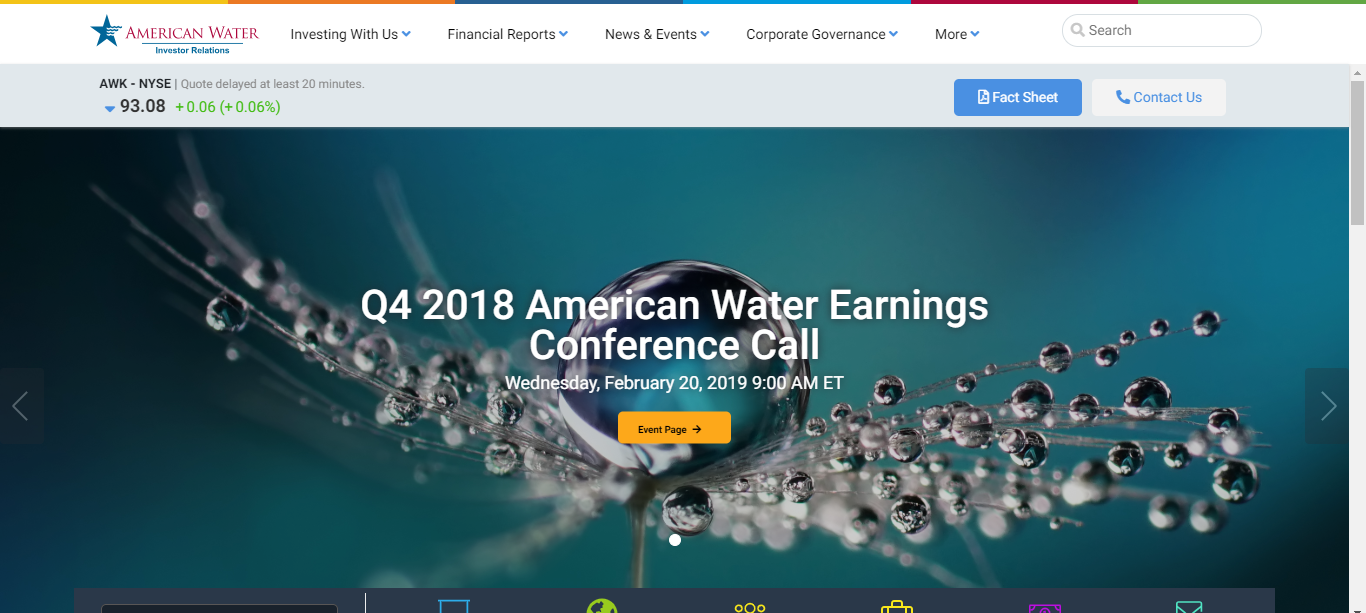 AMERICAN WATER
Investor Relations
Investing With Us
Financial Reports
News & Events
Corporate Governance
More
Search
AWK - NYSE | Quote delayed at least 20 minutes.
93.08 +0.06 (+0.06%)
Fact Sheet
Contact Us
Q4 2018 American Water Earnings
Conference Call
Wednesday, February 20, 2019 9:00 AM ET
Event Page